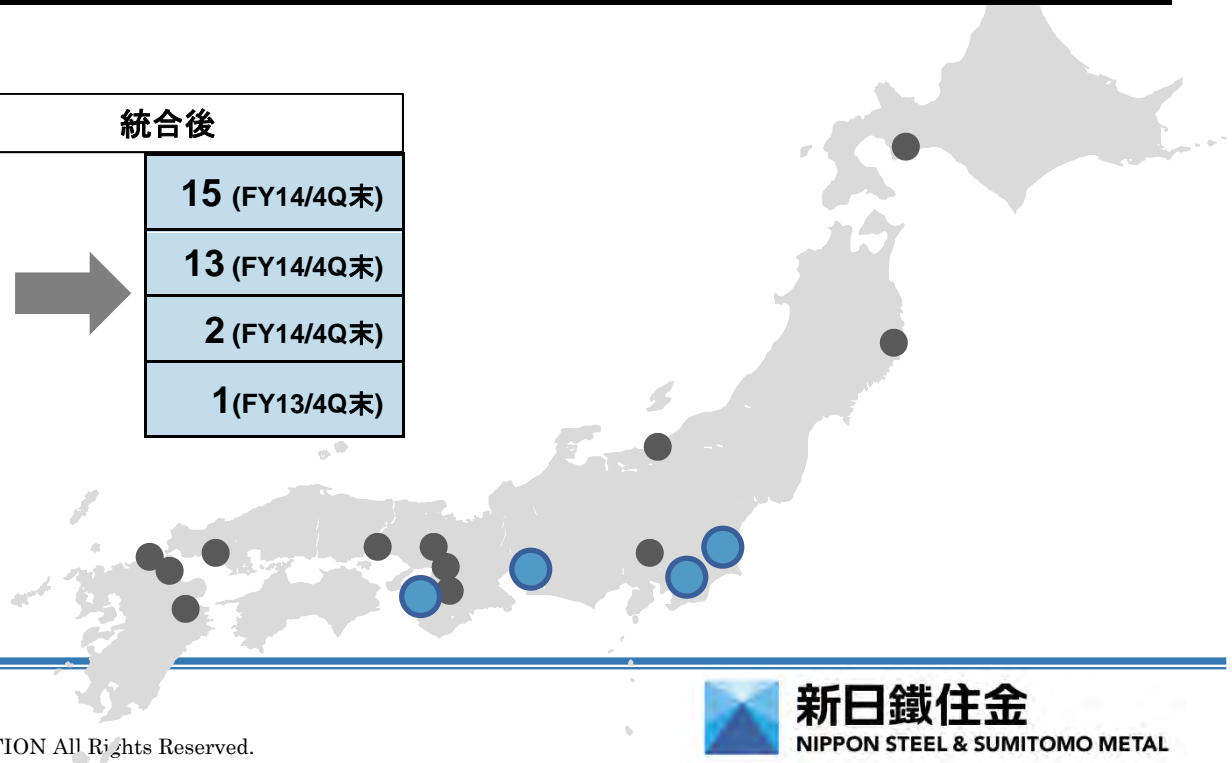 統合後
15 (FY14/4Q末)
13 (FY14/4Q末)
2 (FY14/4Q末)
1(FY13/4Q末)
新日鐵住金
NIPPON STEEL & SUMITOMO METAL
TION All Rights Reserved.